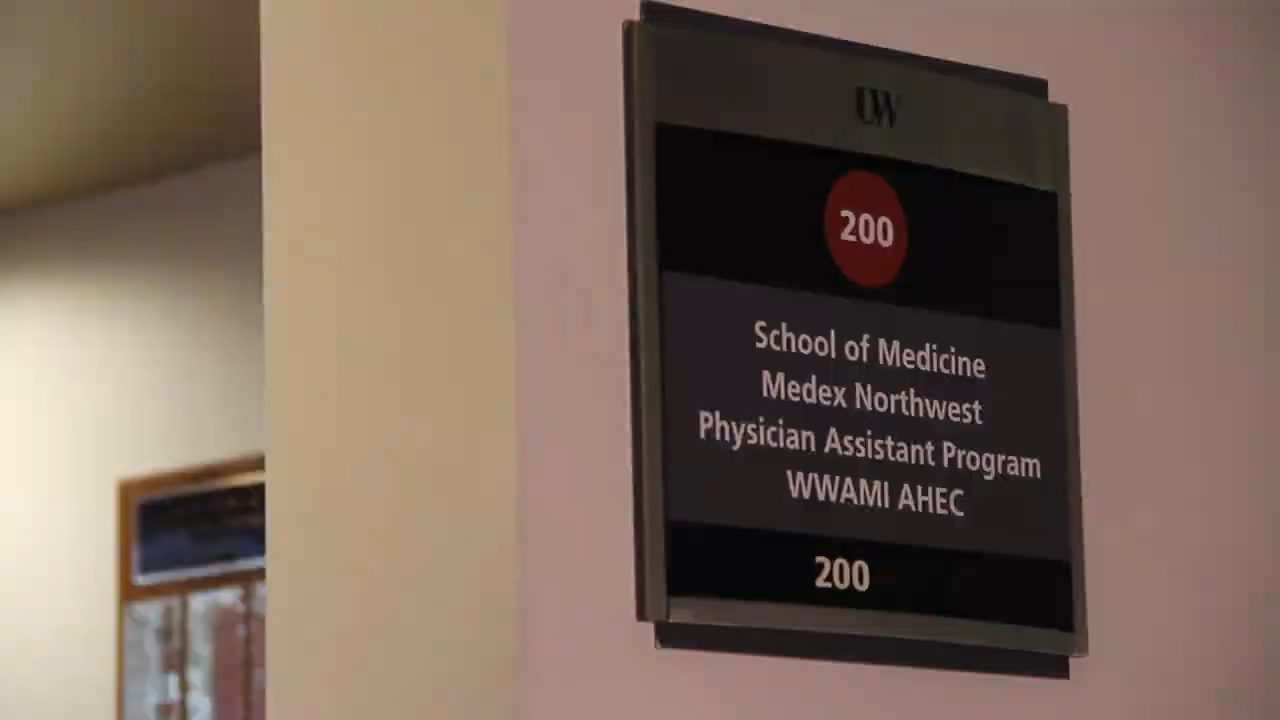 UW
200
School of Medicine
Medex Northwest
Physician Assistant Program
WWAMI AHEC
200